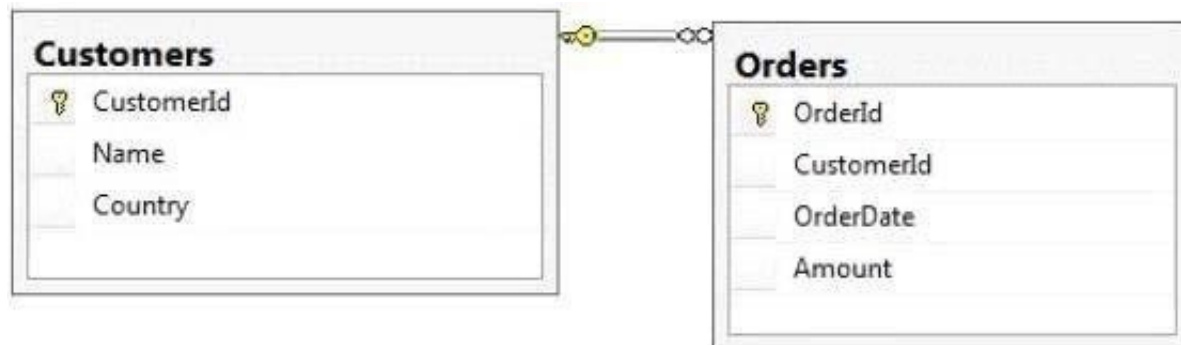 Customers
CustomerId
Name
Country
Orders
OrderId
CustomerId
OrderDate
Amount